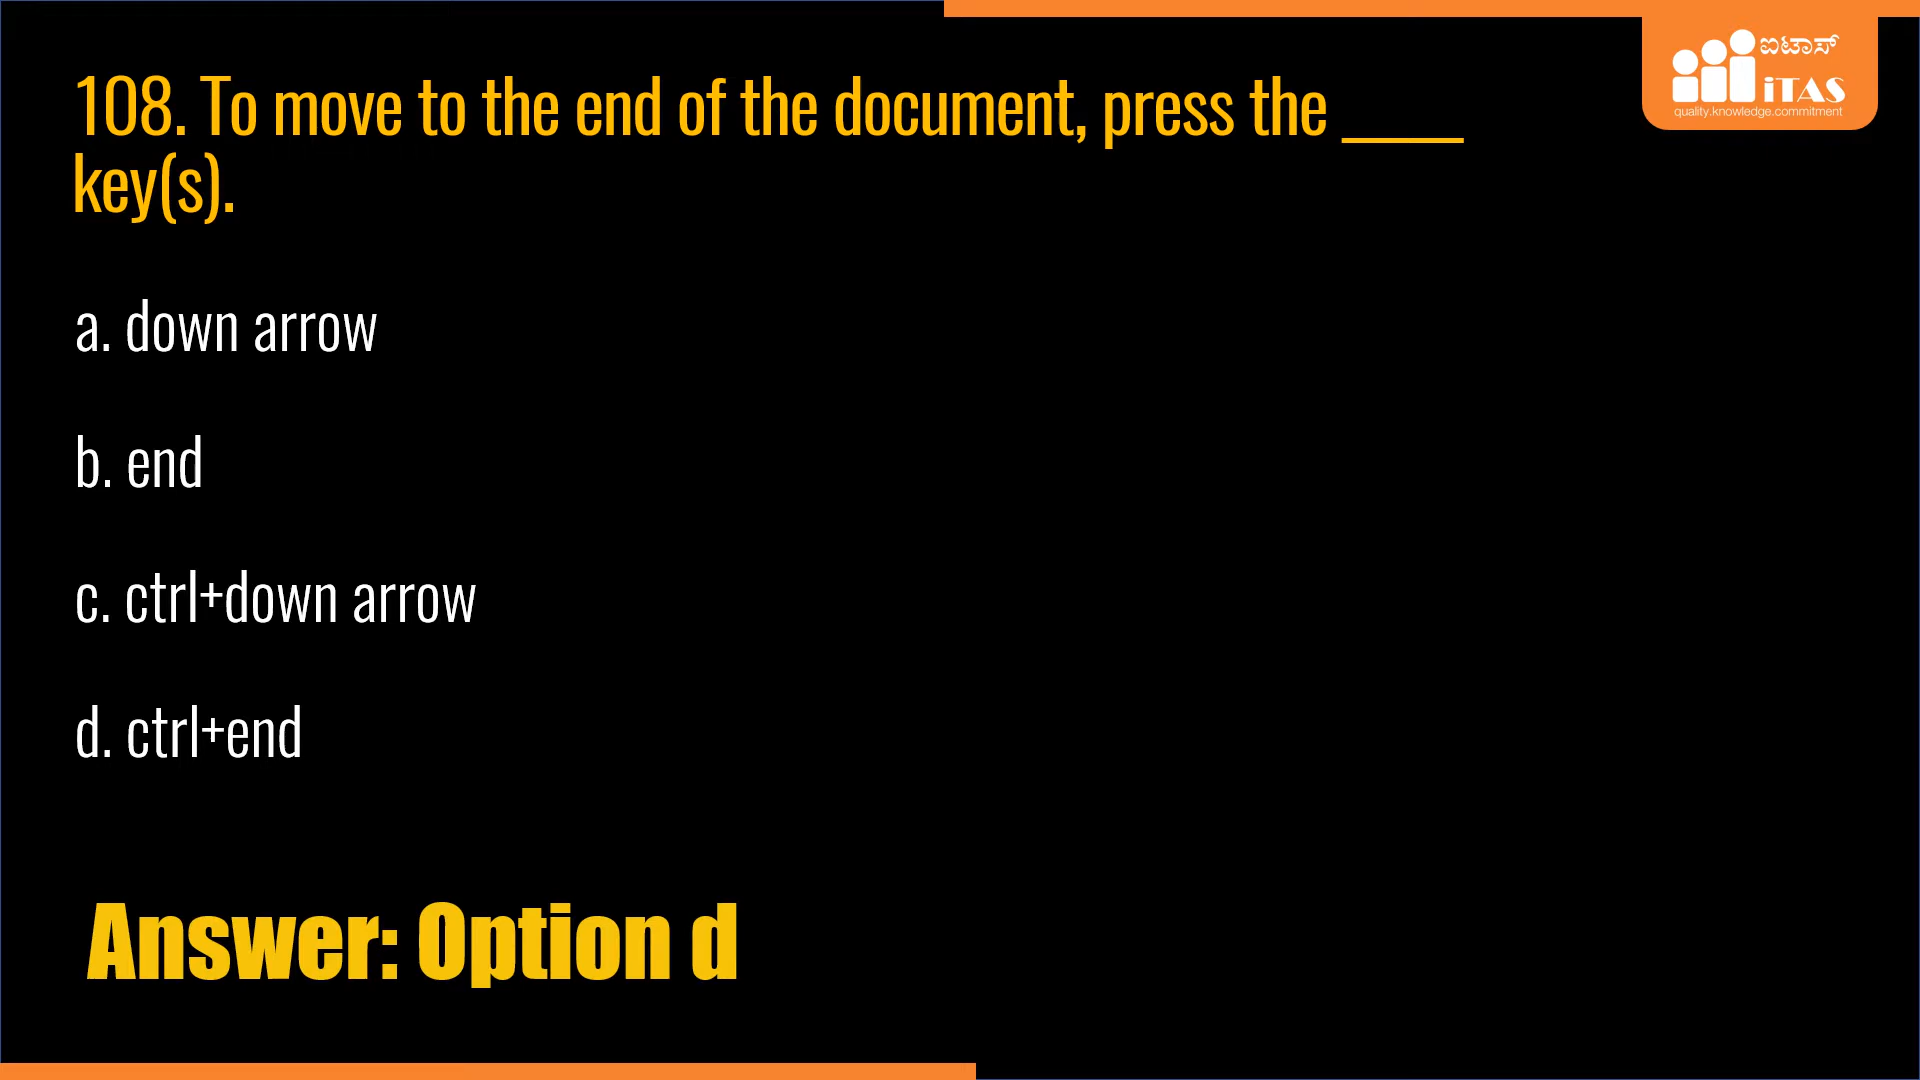 ಐಟಾಸ್
iTAS
quality.knowledge.commitment
108. To move to the end of the document, press the ____
key(s).
a. down arrow
b. end
c. ctrl+down arrow
d. ctrl+end
Answer: Option d